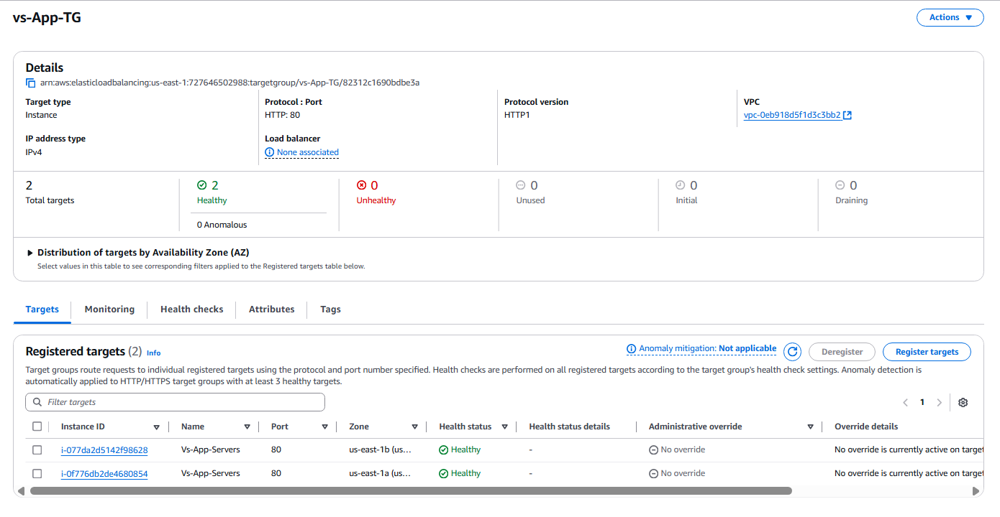 vs-App-TG
Actions
Details
arn:aws:elasticloadbalancing:us-east-1:727646502988:targetgroup/vs-App-TG/82312c1690bdbe3a
Target type
Instance
Protocol : Port
HTTP: 80
Protocol version
HTTP1
VPC
vpc-0eb918d5f1d3c3bb2
IP address type
IPv4
Load balancer
None associated
2
Total targets
2
Healthy
0 Anomalous
0
Unhealthy
0
Unused
0
Initial
0
Draining
Distribution of targets by Availability Zone (AZ)
Select values in this table to see corresponding filters applied to the Registered targets table below.
Targets Monitoring Health checks Attributes Tags
Registered targets (2) Info
Anomaly mitigation: Not applicable
Deregister
Register targets
Target groups route requests to individual registered targets using the protocol and port number specified. Health checks are performed on all registered targets according to the target group's health check settings. Anomaly detection is
automatically applied to HTTP/HTTPS target groups with at least 3 healthy targets.
Filter targets
1
Instance ID Name Port Zone Health status Health status details Administrative override Override details
i-077da2d5142f98628 Vs-App-Servers 80 us-east-1b (us... Healthy - No override No override is currently active on target
i-0f776db2de4680854 Vs-App-Servers 80 us-east-1a (us... Healthy - No override No override is currently active on target